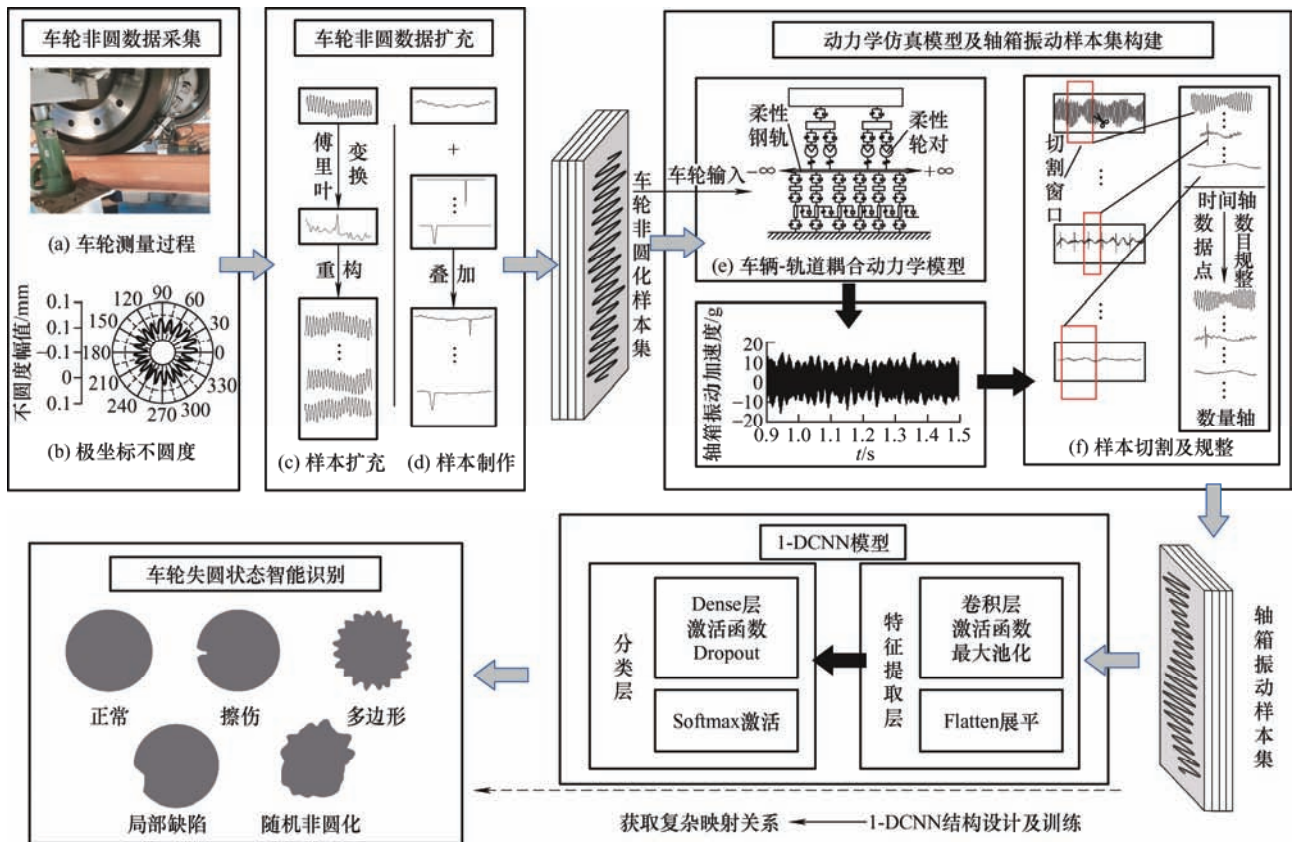 车轮非圆数据采集
(a) 车轮测量过程
不圆度幅值/mm
0.1
0.1
-0.1
0
0.1
90
120
60
150
30
180
0
210
330
240
300
270
(b) 极坐标不圆度
车轮非圆数据扩充
傅里叶
变换
重构
(c) 样本扩充
+
叠加
(d) 样本制作
车轮非圆化样本集
动力学仿真模型及轴箱振动样本集构建
车轮输入
柔性
钢轨
柔性
轮对
-∞
+∞
(e) 车辆-轨道耦合动力学模型
轴箱振动加速度/g
20
10
0
-10
-20
0.9
1.0
1.1
1.2
1.3
1.4
1.5
t/s
切割窗口
时间轴
数据点
数目规整
数量轴
(f) 样本切割及规整
轴箱振动样本集
1-DCNN模型
特征提取层
卷积层
激活函数
最大池化
Flatten展平
分类层
Dense层
激活函数
Dropout
Softmax激活
车轮失圆状态智能识别
正常
擦伤
多边形
局部缺陷
随机非圆化
获取复杂映射关系
1-DCNN结构设计及训练